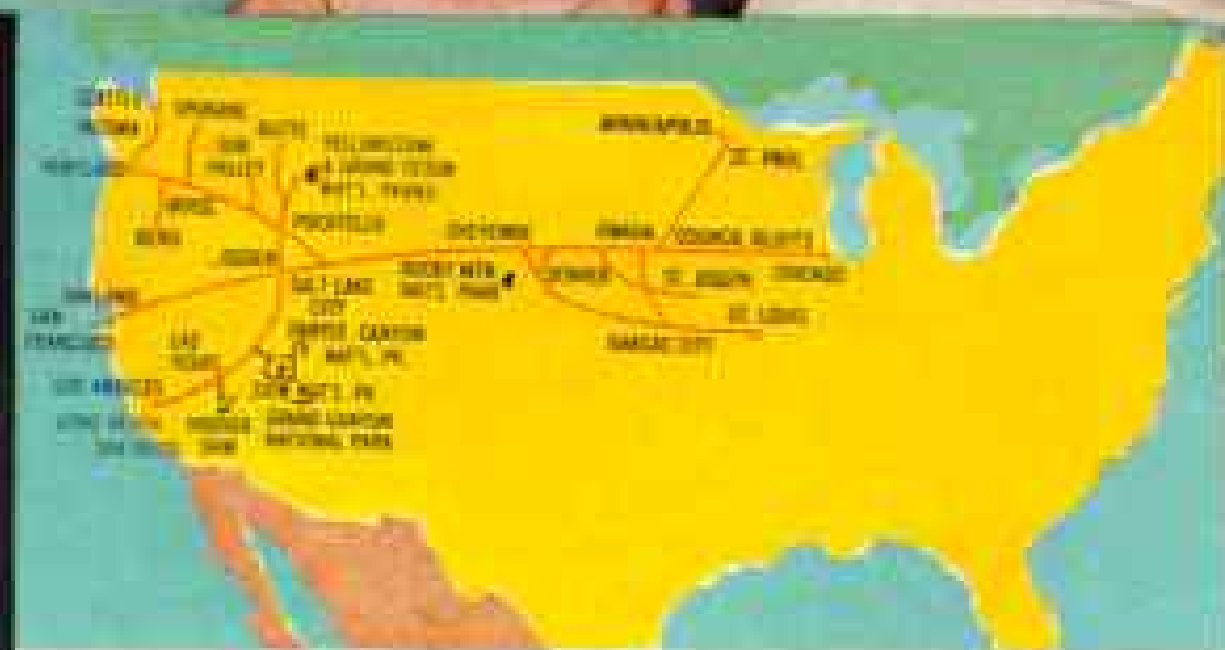 SEATTLE
TACOMA
SPOKANE
PORTLAND
BUTTE
SUN
VALLEY
YELLOWSTONE
& GRAND TETON
NAT'L PARKS
BOISE
RENO
POCATELLO
OGDEN
SALT LAKE
CITY
CHEYENNE
ROCKY MTN.
NAT'L PARK
DENVER
OMAHA
COUNCIL BLUFFS
MINNEAPOLIS
ST. PAUL
ST. JOSEPH
CHICAGO
ST. LOUIS
KANSAS CITY
OAKLAND
SAN
FRANCISCO
LAS
VEGAS
BRYCE CANYON
NAT'L PK.
LOS ANGELES
ZION NAT'L PK.
GRAND CANYON
NATIONAL PARK
DAM